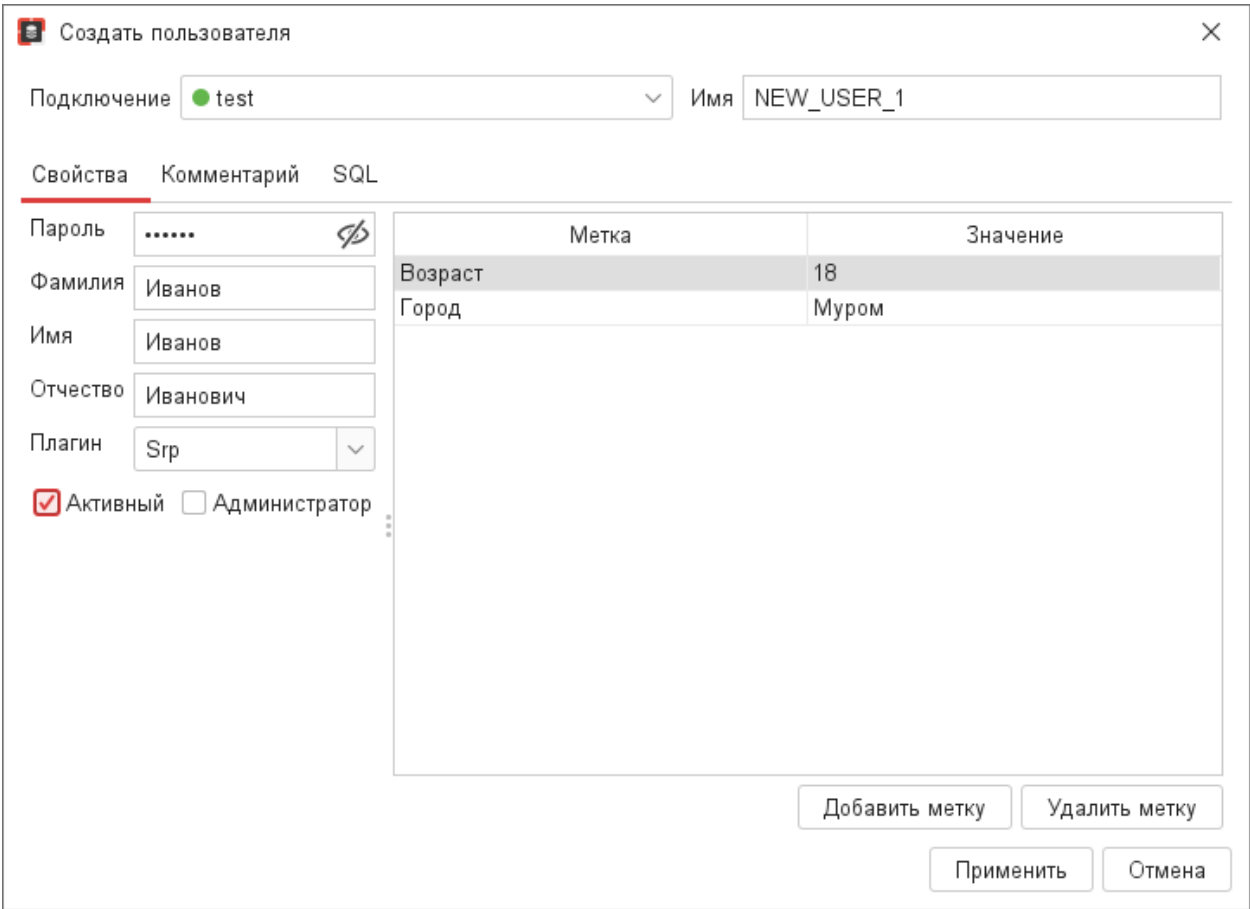 Создать пользователя
Подключение test Имя NEW_USER_1
Свойства Комментарий SQL
Пароль ••••••
Фамилия Иванов
Имя Иванов
Отчество Иванович
Плагин Srp
Активный Администратор
Метка Значение
Возраст 18
Город Муром
Добавить метку Удалить метку
Применить Отмена